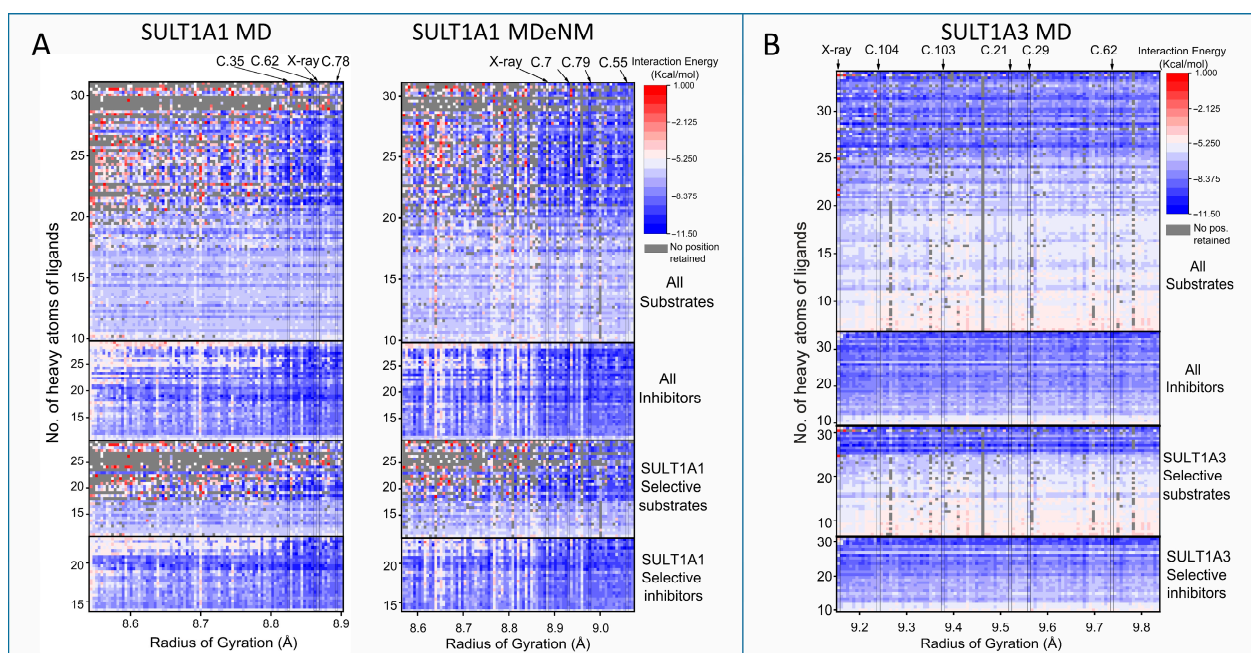 A
SULT1A1 MD
C.35 C.62 X-ray C.78
No. of heavy atoms of ligands
30
25
20
15
10
25
20
15
25
20
15
20
15
8.6 8.7 8.8 8.9
Radius of Gyration (Å)
SULT1A1 MDeNM
X-ray C.7 C.79 C.55
30
25
20
15
10
25
20
15
25
20
15
20
15
8.6 8.7 8.8 8.9 9.0
Radius of Gyration (Å)
Interaction Energy
(Kcal/mol)
1.000
-2.125
-5.250
-8.375
-11.50
No position
retained
All
Substrates
All
Inhibitors
SULT1A1
Selective
substrates
SULT1A1
Selective
inhibitors
B
SULT1A3 MD
X-ray C.104 C.103 C.21 C.29 C.62
No. of heavy atoms of ligands
30
25
20
15
10
30
20
10
30
20
10
30
20
10
9.2 9.3 9.4 9.5 9.6 9.7 9.8
Radius of Gyration (Å)
Interaction Energy
(Kcal/mol)
1.000
-2.125
-5.250
-8.375
-11.50
No pos.
retained
All
Substrates
All
Inhibitors
SULT1A3
Selective
substrates
SULT1A3
Selective
inhibitors